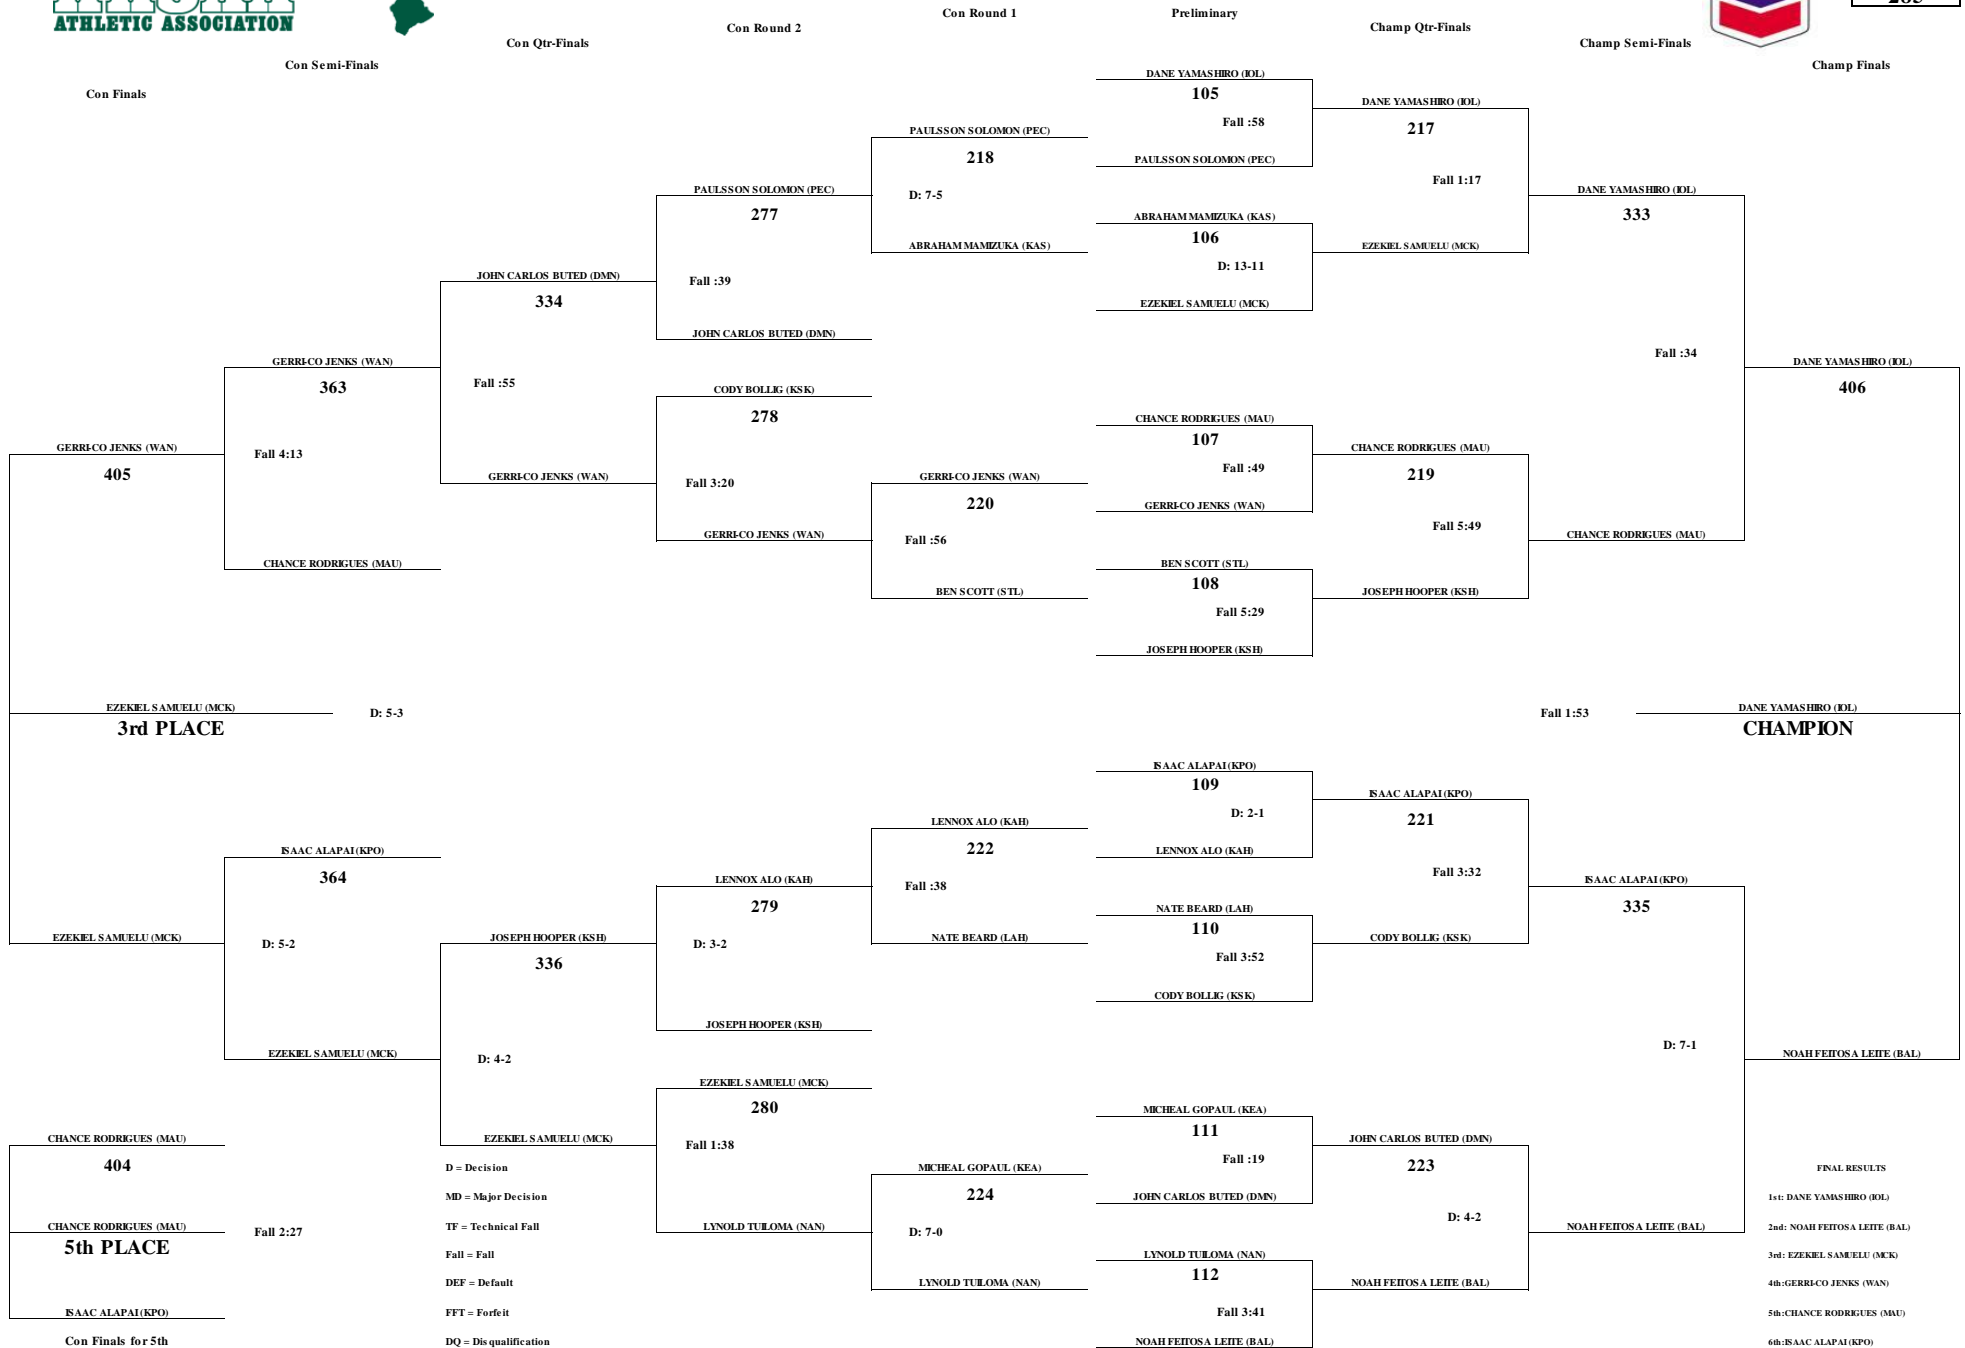 ATHLETIC ASSOCIATION
Con Finals
Con Semi-Finals
Con Qtr-Finals
Con Round 2
Con Round 1
Preliminary
Champ Qtr-Finals
Champ Semi-Finals
Champ Finals
DANE YAMASHIRO (IOL)
105
Fall :58
PAULSSON SOLOMON (PEC)
ABRAHAM MAMIZUKA (KAS)
106
D: 13-11
EZEKIEL SAMUELU (MCK)
CHANCE RODRIGUES (MAU)
107
Fall :49
GERRI-CO JENKS (WAN)
BEN SCOTT (STL)
108
Fall 5:29
JOSEPH HOOPER (KSH)
ISAAC ALAPAI (KPO)
109
D: 2-1
LENNOX ALO (KAH)
NATE BEARD (LAH)
110
Fall 3:52
CODY BOLLIG (KSK)
MICHEAL GOPAUL (KEA)
111
Fall :19
JOHN CARLOS BUTED (DMN)
LYNOLD TUILOMA (NAN)
112
Fall 3:41
NOAH FEITOSA LEITE (BAL)
DANE YAMASHIRO (IOL)
217
Fall 1:17
EZEKIEL SAMUELU (MCK)
CHANCE RODRIGUES (MAU)
219
Fall 5:49
JOSEPH HOOPER (KSH)
ISAAC ALAPAI (KPO)
221
Fall 3:32
CODY BOLLIG (KSK)
JOHN CARLOS BUTED (DMN)
223
D: 4-2
NOAH FEITOSA LEITE (BAL)
DANE YAMASHIRO (IOL)
333
Fall :34
CHANCE RODRIGUES (MAU)
ISAAC ALAPAI (KPO)
335
D: 7-1
NOAH FEITOSA LEITE (BAL)
DANE YAMASHIRO (IOL)
406
Fall 1:53
DANE YAMASHIRO (IOL)
CHAMPION
NOAH FEITOSA LEITE (BAL)
PAULSSON SOLOMON (PEC)
218
D: 7-5
ABRAHAM MAMIZUKA (KAS)
GERRI-CO JENKS (WAN)
220
Fall :56
BEN SCOTT (STL)
LENNOX ALO (KAH)
222
Fall :38
NATE BEARD (LAH)
MICHEAL GOPAUL (KEA)
224
D: 7-0
LYNOLD TUILOMA (NAN)
PAULSSON SOLOMON (PEC)
277
Fall :39
JOHN CARLOS BUTED (DMN)
CODY BOLLIG (KSK)
278
Fall 3:20
GERRI-CO JENKS (WAN)
LENNOX ALO (KAH)
279
D: 3-2
JOSEPH HOOPER (KSH)
EZEKIEL SAMUELU (MCK)
280
Fall 1:38
LYNOLD TUILOMA (NAN)
JOHN CARLOS BUTED (DMN)
334
Fall :55
GERRI-CO JENKS (WAN)
JOSEPH HOOPER (KSH)
336
D: 4-2
EZEKIEL SAMUELU (MCK)
GERRI-CO JENKS (WAN)
363
Fall 4:13
CHANCE RODRIGUES (MAU)
ISAAC ALAPAI (KPO)
364
D: 5-2
EZEKIEL SAMUELU (MCK)
GERRI-CO JENKS (WAN)
405
EZEKIEL SAMUELU (MCK)
D: 5-3
3rd PLACE
EZEKIEL SAMUELU (MCK)
CHANCE RODRIGUES (MAU)
404
CHANCE RODRIGUES (MAU)
Fall 2:27
5th PLACE
ISAAC ALAPAI (KPO)
Con Finals for 5th
D = Decision
MD = Major Decision
TF = Technical Fall
Fall = Fall
DEF = Default
FFT = Forfeit
DQ = Disqualification
FINAL RESULTS
1st: DANE YAMASHIRO (IOL)
2nd: NOAH FEITOSA LEITE (BAL)
3rd: EZEKIEL SAMUELU (MCK)
4th:GERRI-CO JENKS (WAN)
5th:CHANCE RODRIGUES (MAU)
6th:ISAAC ALAPAI (KPO)